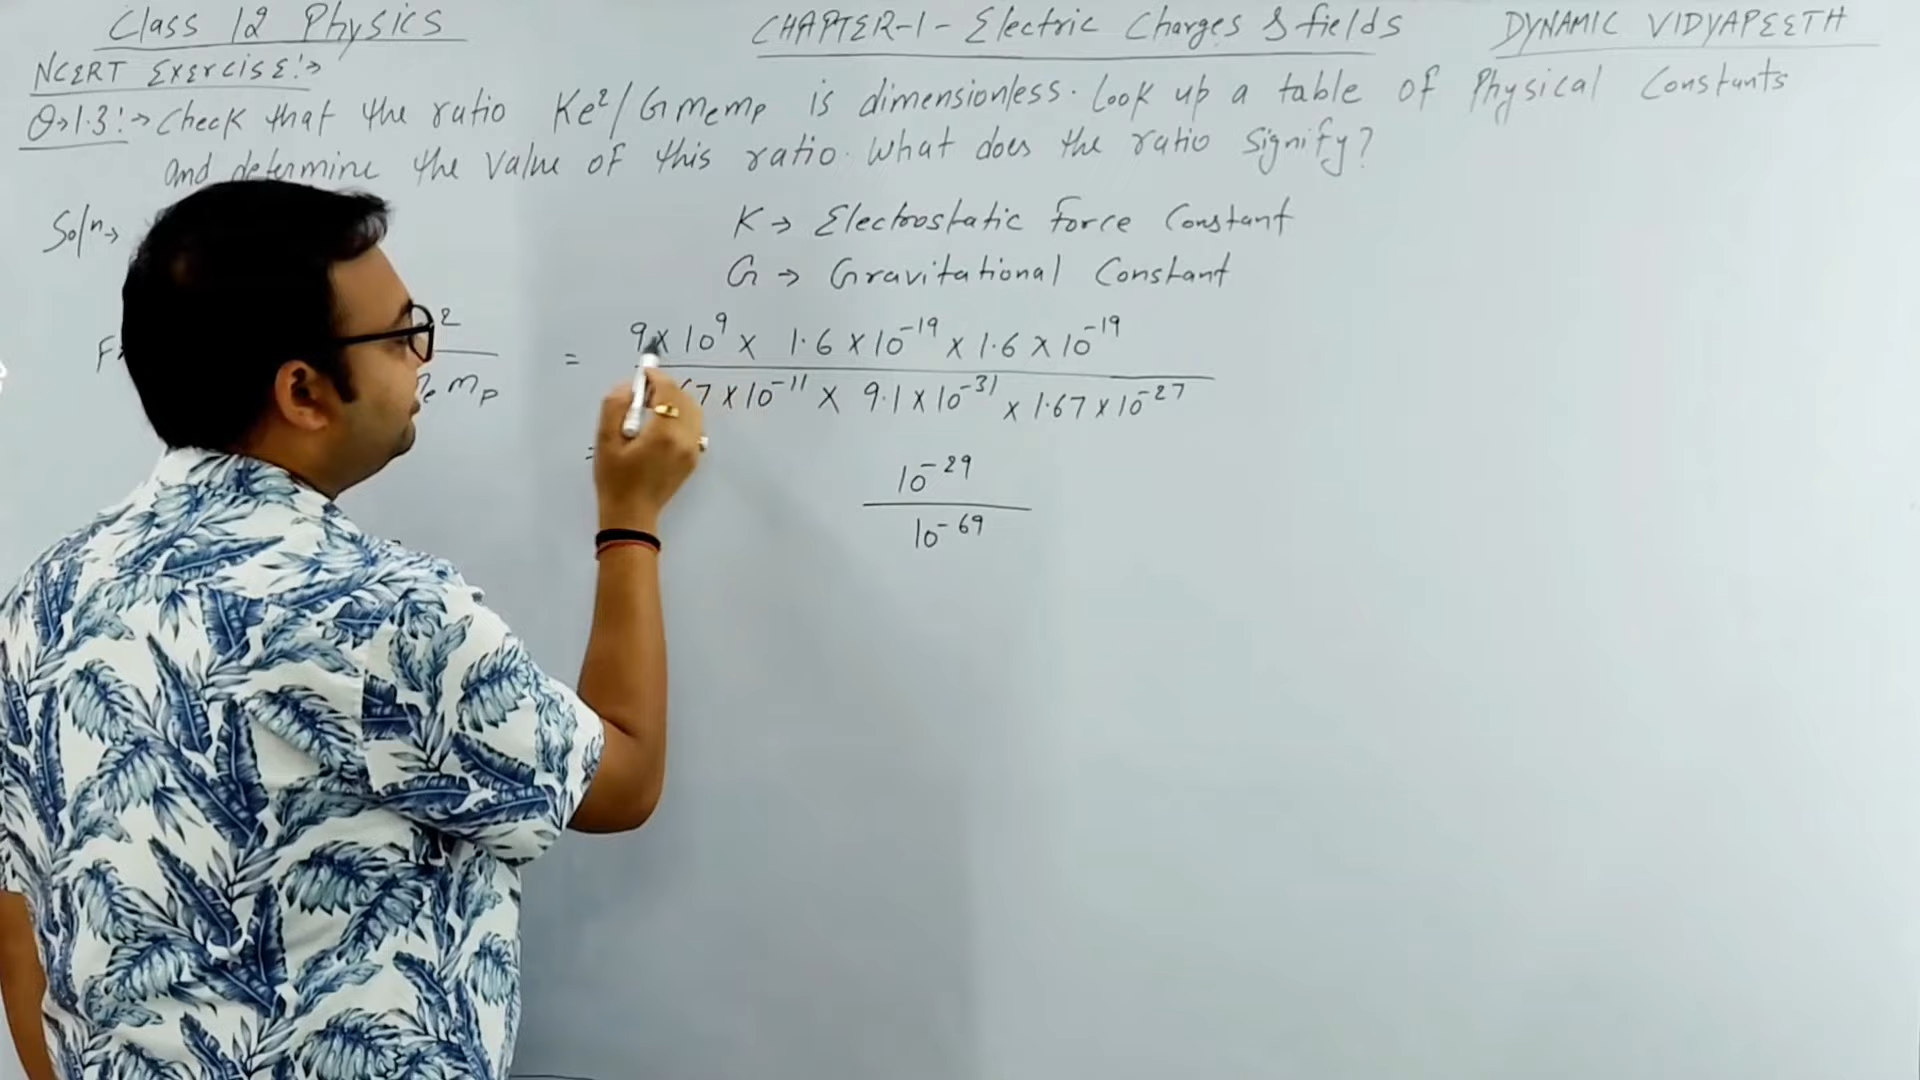 Class 12 Physics
CHAPTER-1 - Electric Charges & fields
DYNAMIC VIDYAPEETH
NCERT Exercise:→
Q→1.3:→ Check that the ratio Ke²/Gmemp is dimensionless. Look up a table of Physical Constants
and determine the value of this ratio. What does the ratio signify?
Soln→
K → Electrostatic Force Constant
G → Gravitational Constant
= 9 × 10⁹ × 1.6 × 10⁻¹⁹ × 1.6 × 10⁻¹⁹
7 × 10⁻¹¹ × 9.1 × 10⁻³¹ × 1.67 × 10⁻²⁷
mp
10⁻²⁹
10⁻⁶⁹